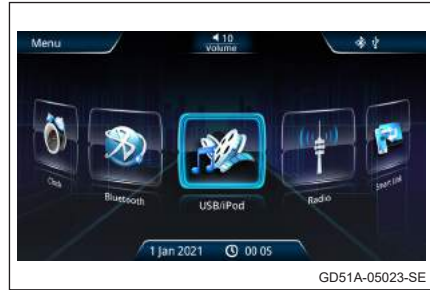 Menu
10
Volume
Clock
Bluetooth
USB/iPod
Radio
Smart Link
1 Jan 2021 00 05
GD51A-05023-SE